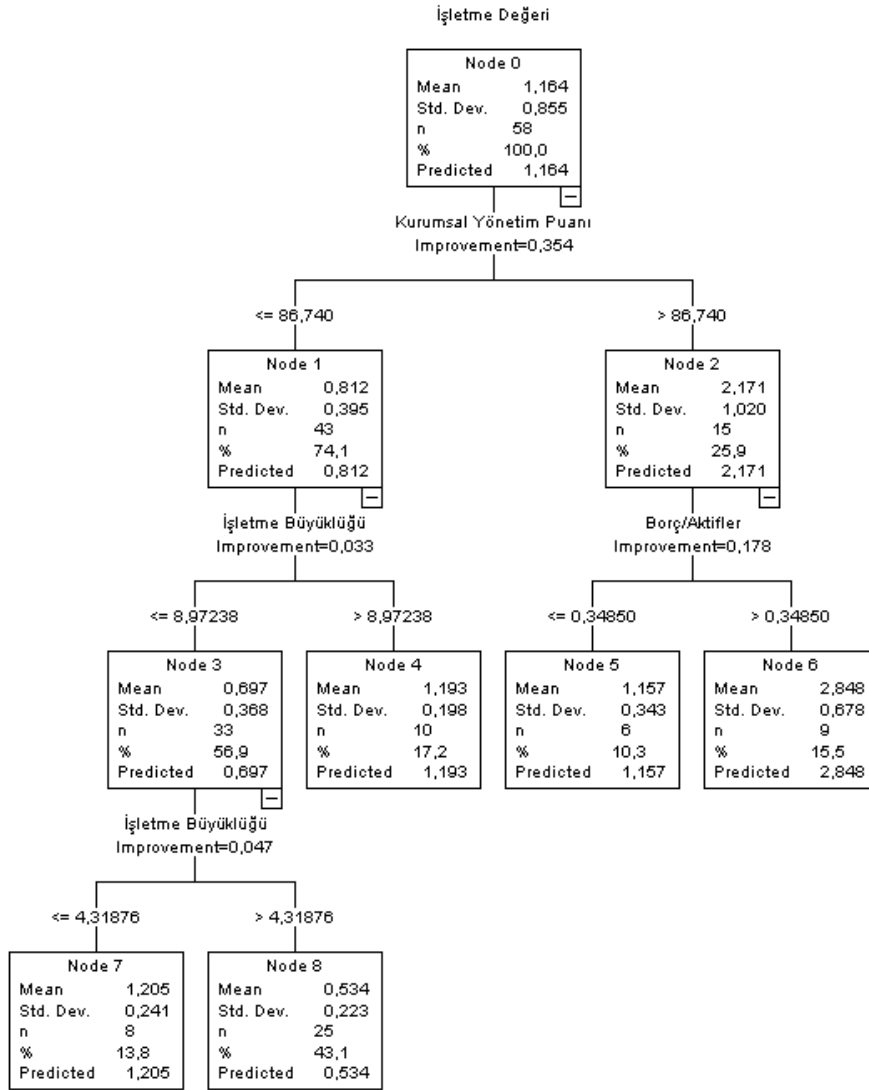 İşletme Değeri
Node 0
Mean 1,164
Std. Dev. 0,855
n 58
% 100,0
Predicted 1,164
Kurumsal Yönetim Puanı
Improvement=0,354
<= 86,740
> 86,740
Node 1
Mean 0,812
Std. Dev. 0,395
n 43
% 74,1
Predicted 0,812
Node 2
Mean 2,171
Std. Dev. 1,020
n 15
% 25,9
Predicted 2,171
İşletme Büyüklüğü
Improvement=0,033
Borç/Aktifler
Improvement=0,178
<= 8,97238
> 8,97238
<= 0,34850
> 0,34850
Node 3
Mean 0,697
Std. Dev. 0,368
n 33
% 56,9
Predicted 0,697
Node 4
Mean 1,193
Std. Dev. 0,198
n 10
% 17,2
Predicted 1,193
Node 5
Mean 1,157
Std. Dev. 0,343
n 6
% 10,3
Predicted 1,157
Node 6
Mean 2,848
Std. Dev. 0,678
n 9
% 15,5
Predicted 2,848
İşletme Büyüklüğü
Improvement=0,047
<= 4,31876
> 4,31876
Node 7
Mean 1,205
Std. Dev. 0,241
n 8
% 13,8
Predicted 1,205
Node 8
Mean 0,534
Std. Dev. 0,223
n 25
% 43,1
Predicted 0,534